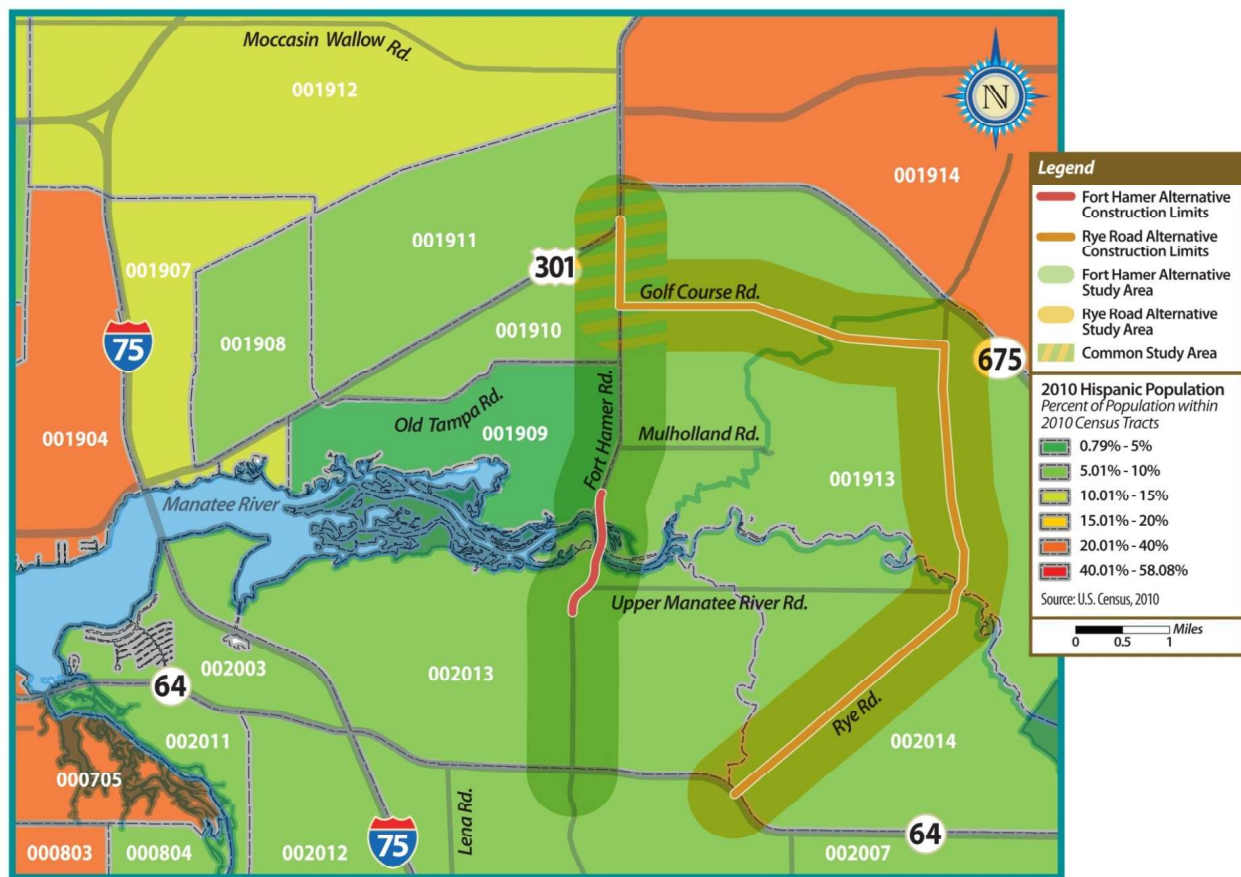 Moccasin Wallow Rd.
001912
N
001914
001911
001907
301
Golf Course Rd.
001910
001908
75
675
Old Tampa Rd.
001909
Fort Hamer Rd.
Mulholland Rd.
001904
001913
Manatee River
Upper Manatee River Rd.
002003
002013
64
Rye Rd.
002011
002014
000705
Lena Rd.
75
64
000803
000804
002012
002007
Legend
Fort Hamer Alternative
Construction Limits
Rye Road Alternative
Construction Limits
Fort Hamer Alternative
Study Area
Rye Road Alternative
Study Area
Common Study Area
2010 Hispanic Population
Percent of Population within
2010 Census Tracts
0.79% - 5%
5.01% - 10%
10.01% - 15%
15.01% - 20%
20.01% - 40%
40.01% - 58.08%
Source: U.S. Census, 2010
Miles
0 0.5 1